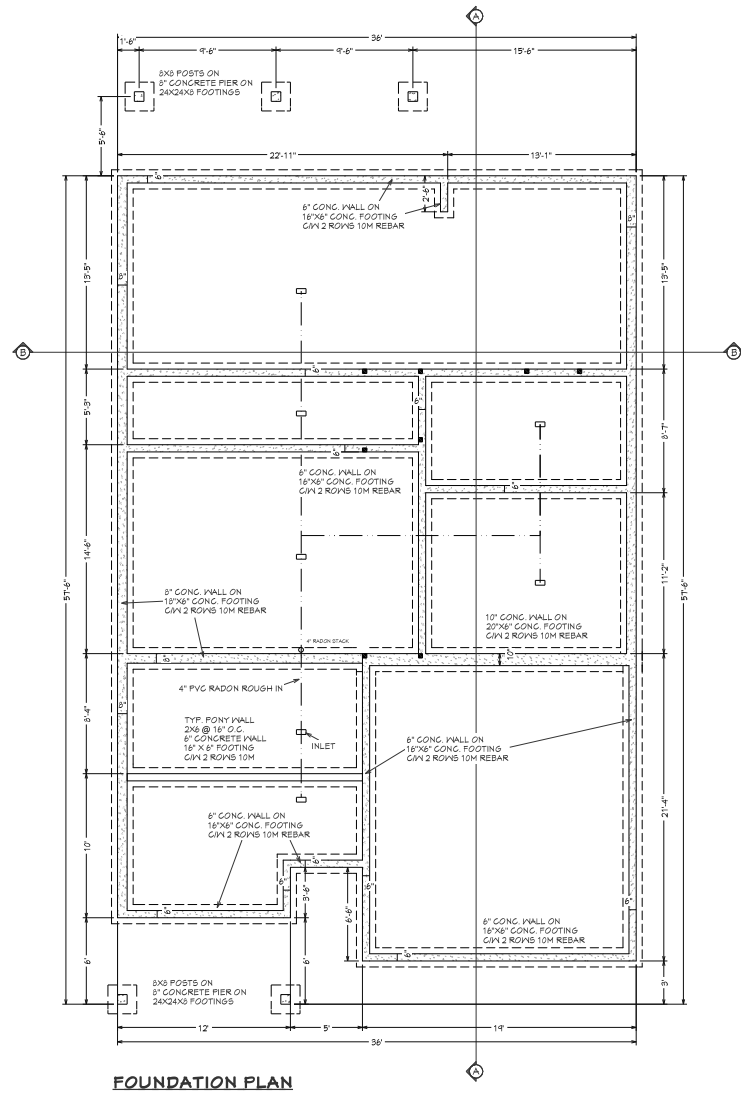 A
36'
1'-6"
9'-6"
9'-6"
15'-6"
8X8 POSTS ON
8" CONCRETE PIER ON
24X24X8 FOOTINGS
5'-6"
22'-11"
13'-1"
6"
2'-6"
6" CONC. WALL ON
16"X6" CONC. FOOTING
C/W 2 ROWS 10M REBAR
8"
13'-5"
8"
13'-5"
B
B
6"
5'-3"
6"
8'-7"
6"
6" CONC. WALL ON
16"X6" CONC. FOOTING
C/W 2 ROWS 10M REBAR
6"
14'-6"
57'-6"
11'-2"
57'-6"
8" CONC. WALL ON
18"X6" CONC. FOOTING
C/W 2 ROWS 10M REBAR
10" CONC. WALL ON
20"X6" CONC. FOOTING
C/W 2 ROWS 10M REBAR
4" RADON STACK
8"
10"
4" PVC RADON ROUGH IN
8'-4"
8"
TYP. PONY WALL
2X6 @ 16" O.C.
6" CONCRETE WALL
16" X 6" FOOTING
C/W 2 ROWS 10M
INLET
6" CONC. WALL ON
16"X6" CONC. FOOTING
C/W 2 ROWS 10M REBAR
21'-4"
6" CONC. WALL ON
16"X6" CONC. FOOTING
C/W 2 ROWS 10M REBAR
10'
6"
6"
6"
3'-6"
6'-6"
6"
6"
6" CONC. WALL ON
16"X6" CONC. FOOTING
C/W 2 ROWS 10M REBAR
6"
6'
6'
3'
8X8 POSTS ON
8" CONCRETE PIER ON
24X24X8 FOOTINGS
12'
5'
19'
36'
A
FOUNDATION PLAN